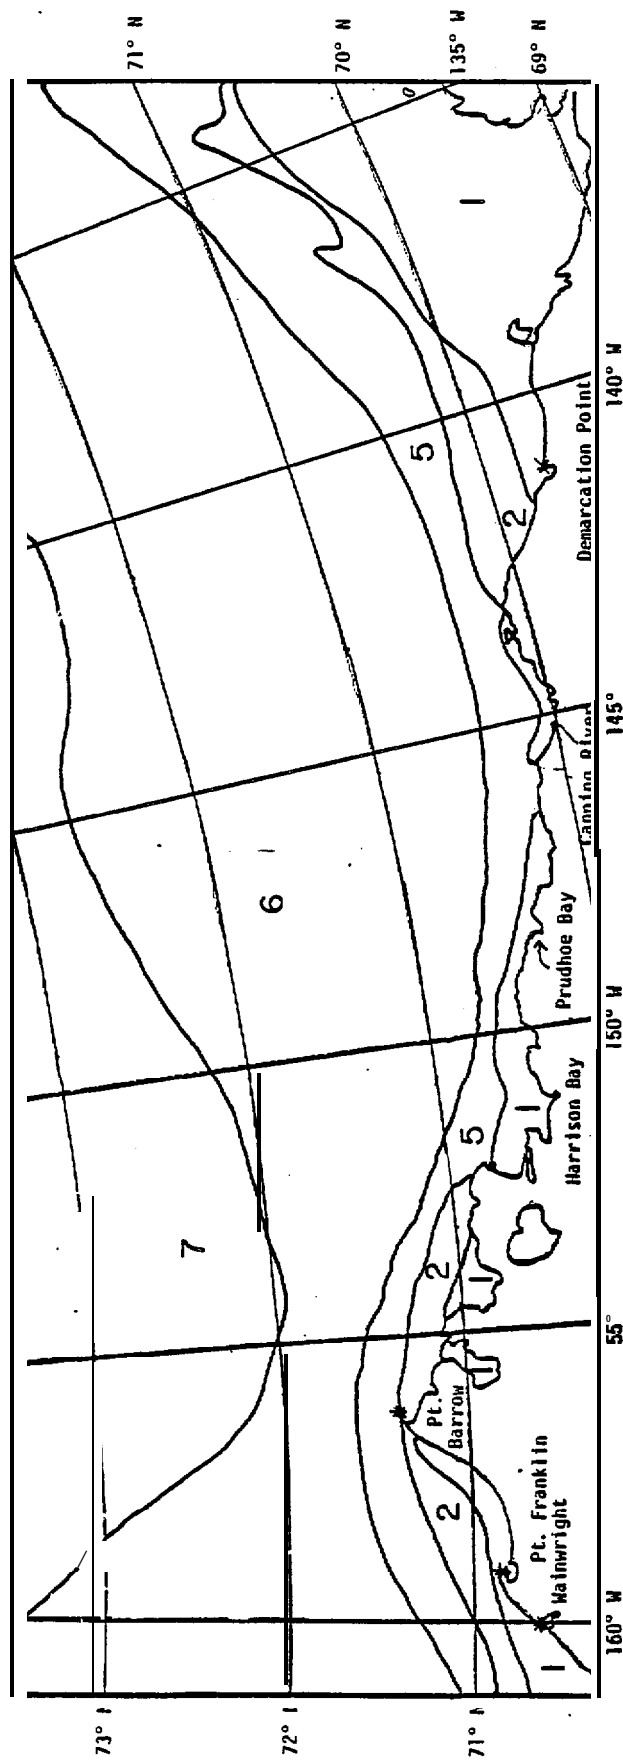 71° N
70° N
135° W
69° N
1
140° W
Demarcation Point
5
2
145°
Canning River
6
Prudhoe Bay
150° W
Harrison Bay
1
5
7
2
1
55°
1
Pt.
Barrow
2
Pt. Franklin
Wainwright
160° W
1
73° N
72° N
71° N